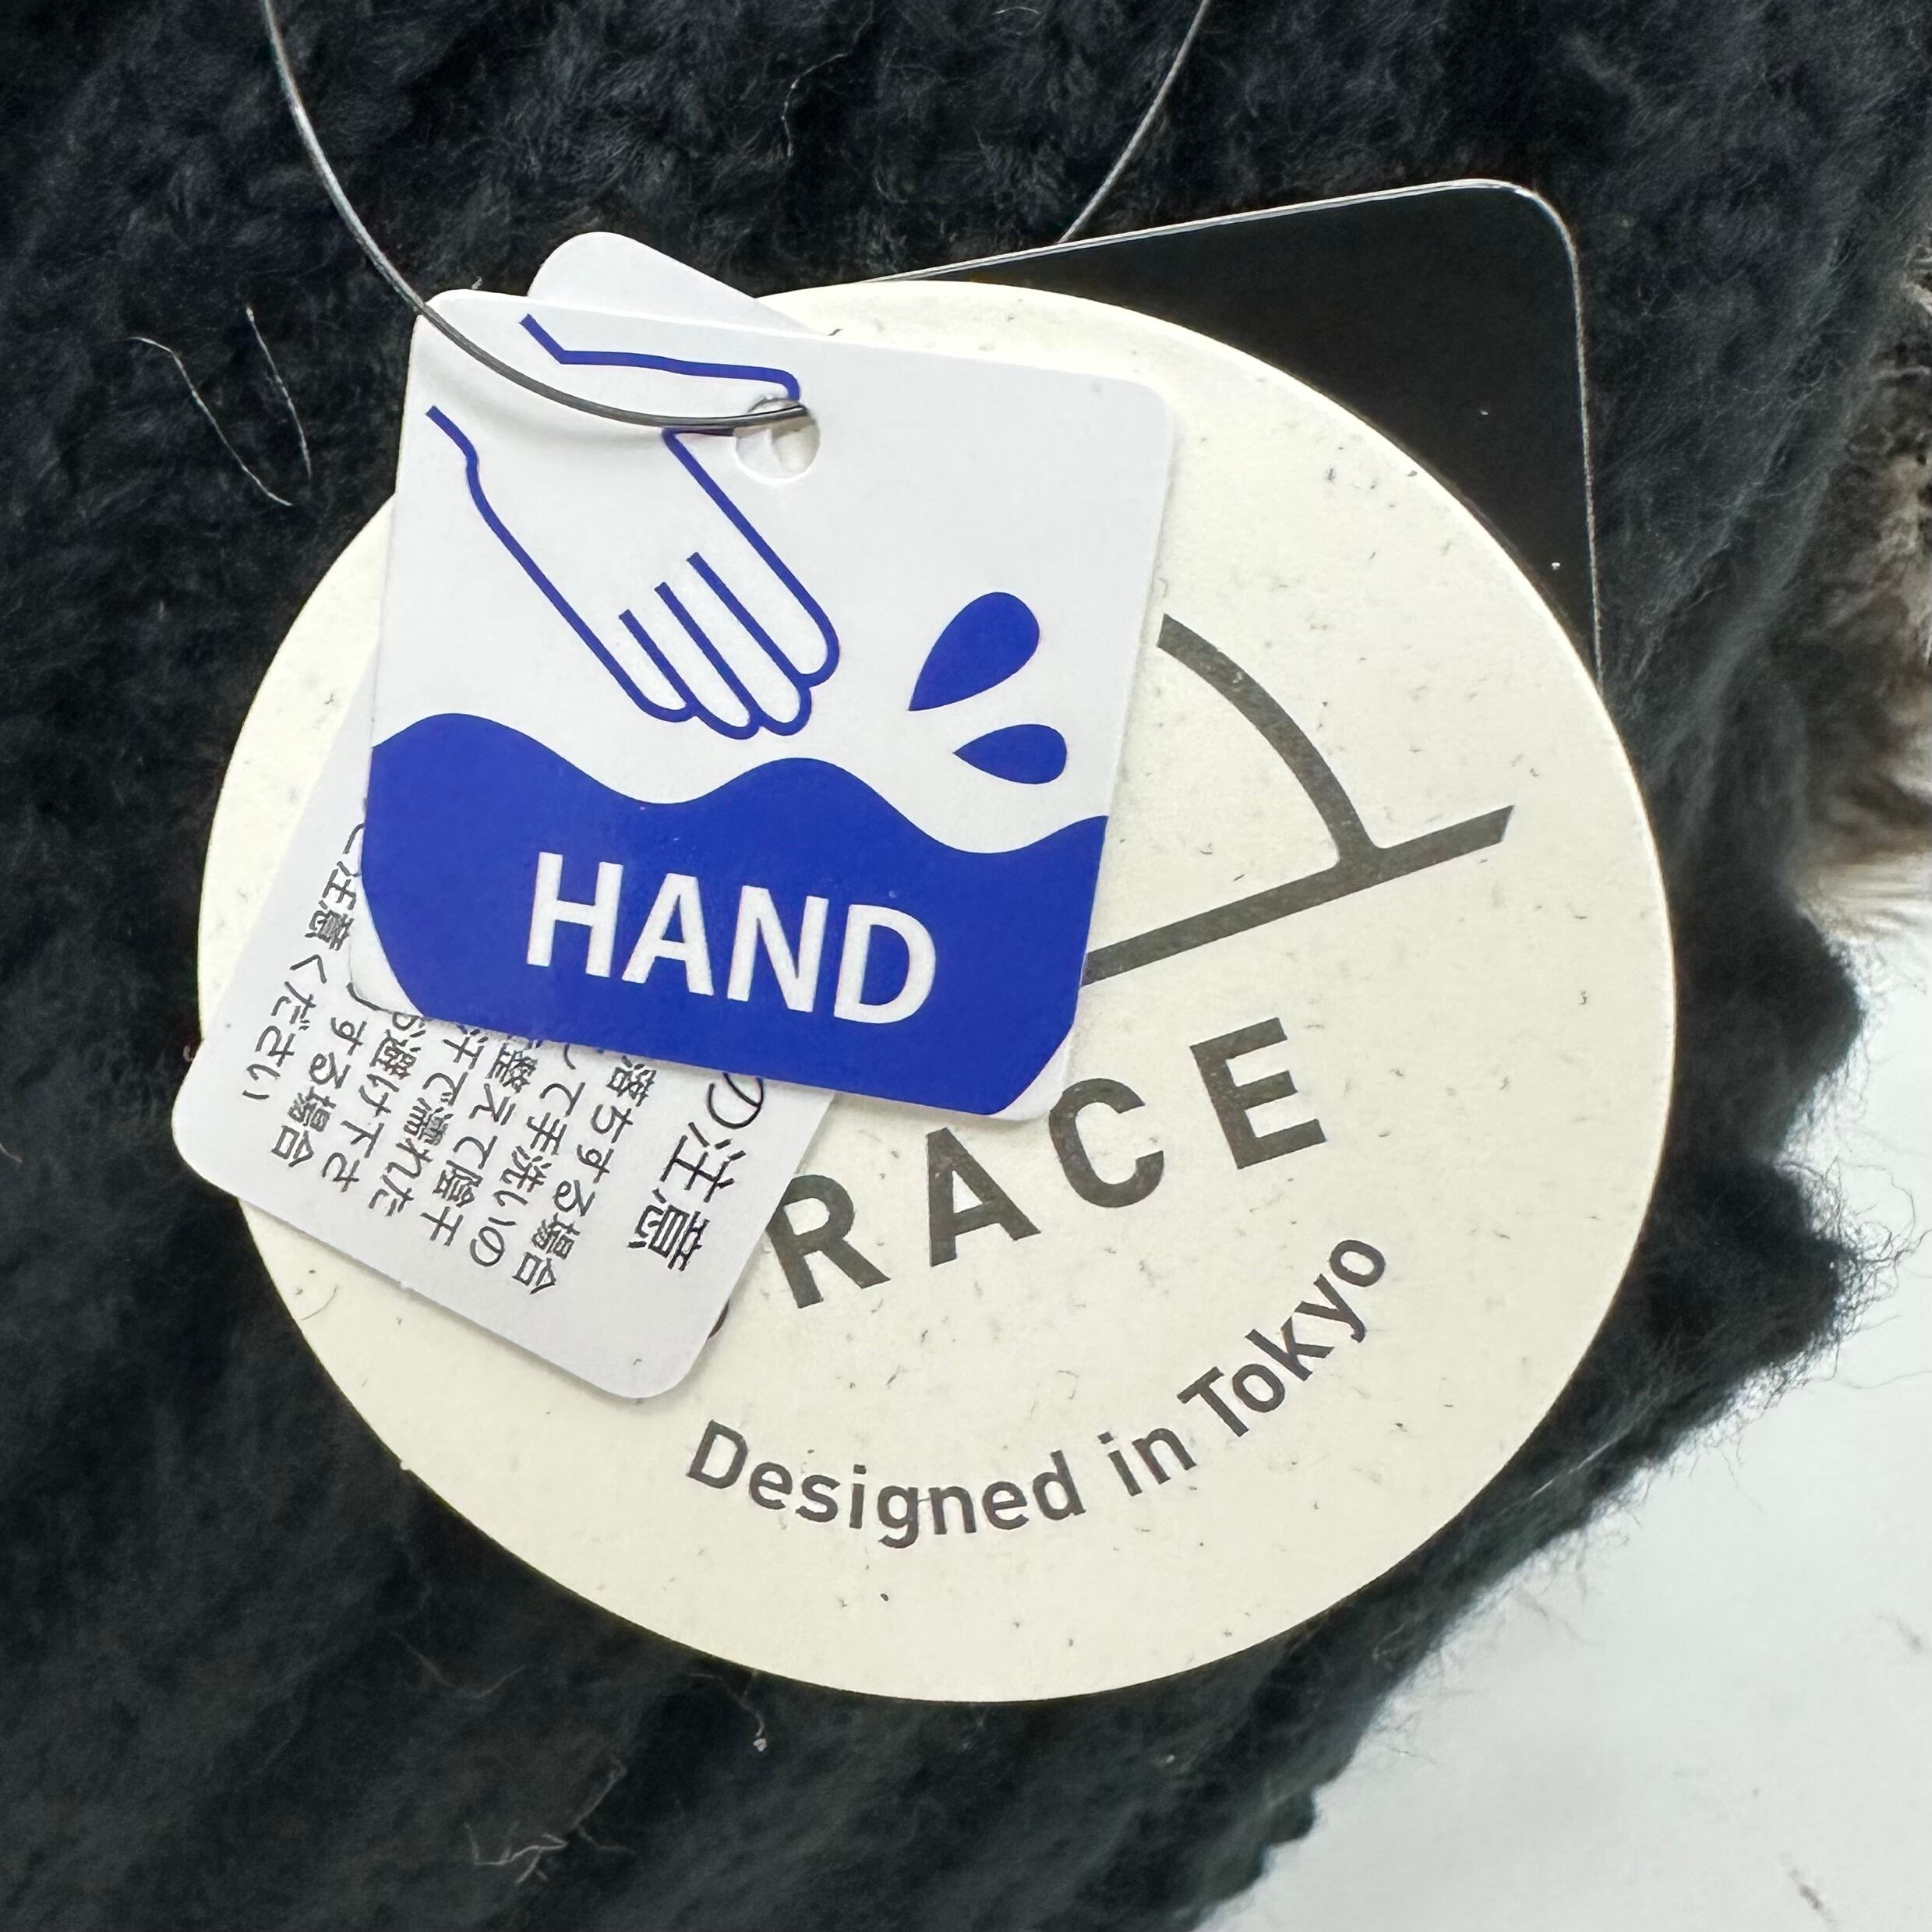 HAND
RACE
Designed in Tokyo
の注意
落ちする場合
して手洗いの
整えて陰干
汗で濡れた
避け下さ
する場合
ご注意ください